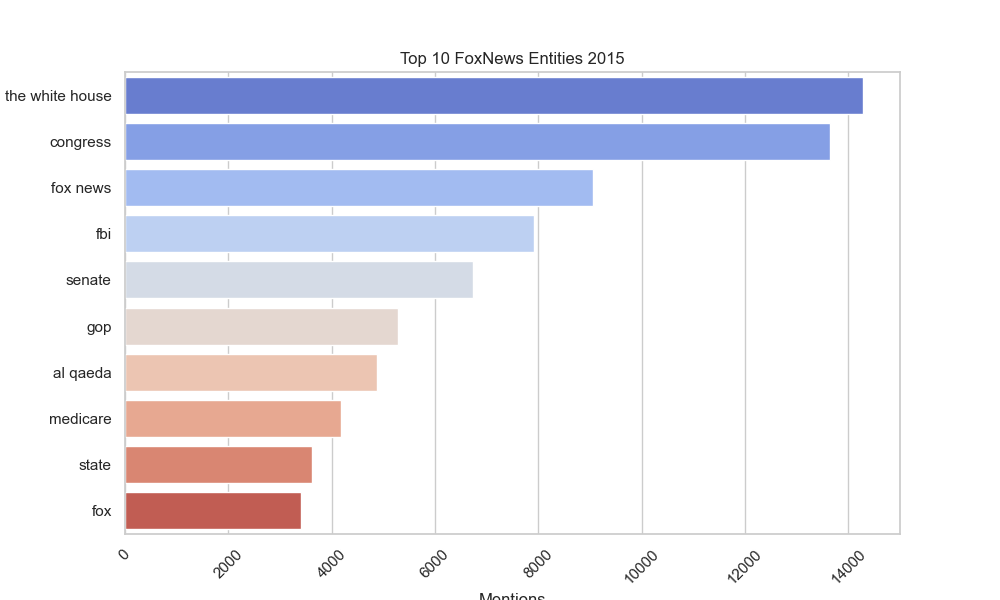 Top 10 FoxNews Entities 2015
the white house
congress
fox news
fbi
senate
gop
al qaeda
medicare
state
fox
0
2000
4000
6000
8000
10000
12000
14000
Mentions